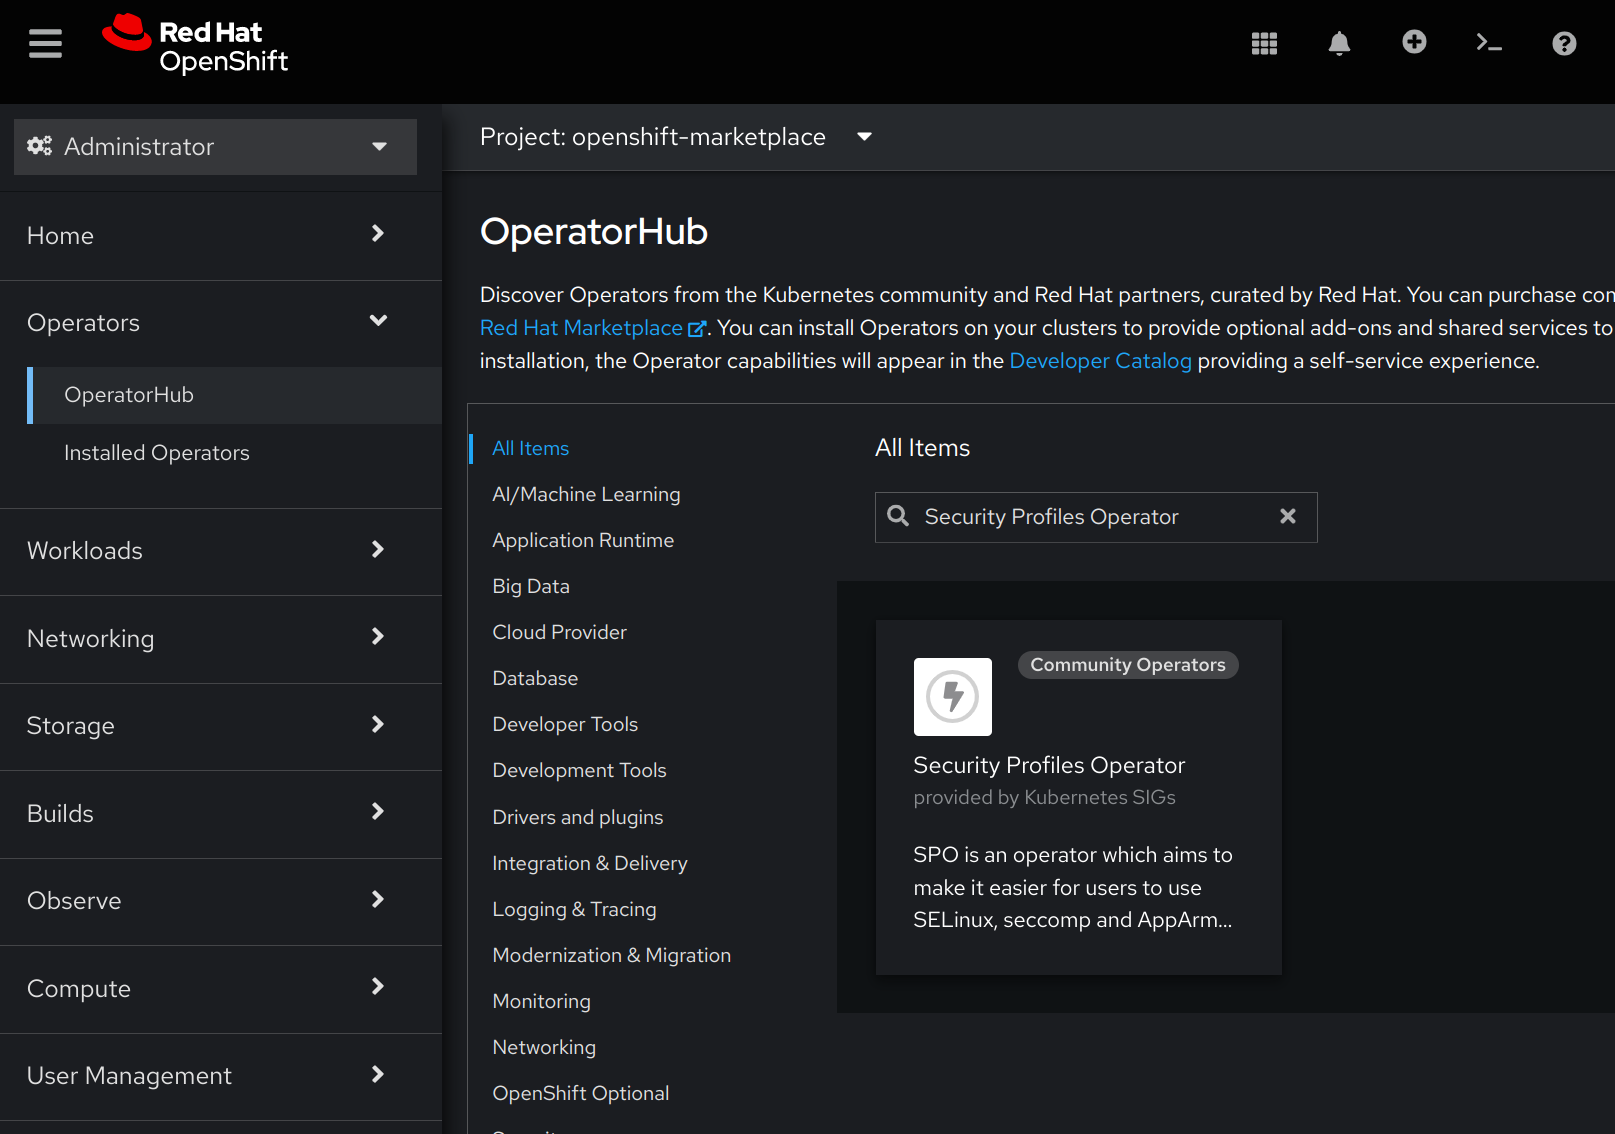 Red Hat
OpenShift
Administrator
Home
Operators
OperatorHub
Installed Operators
Workloads
Networking
Storage
Builds
Observe
Compute
User Management
Project: openshift-marketplace
OperatorHub
Discover Operators from the Kubernetes community and Red Hat partners, curated by Red Hat. You can purchase
Red Hat Marketplace. You can install Operators on your clusters to provide optional add-ons and shared services to
installation, the Operator capabilities will appear in the Developer Catalog providing a self-service experience.
All Items
AI/Machine Learning
Application Runtime
Big Data
Cloud Provider
Database
Developer Tools
Development Tools
Drivers and plugins
Integration & Delivery
Logging & Tracing
Modernization & Migration
Monitoring
Networking
OpenShift Optional
All Items
Security Profiles Operator
Community Operators
Security Profiles Operator
provided by Kubernetes SIGs
SPO is an operator which aims to
make it easier for users to use
SELinux, seccomp and AppArm...